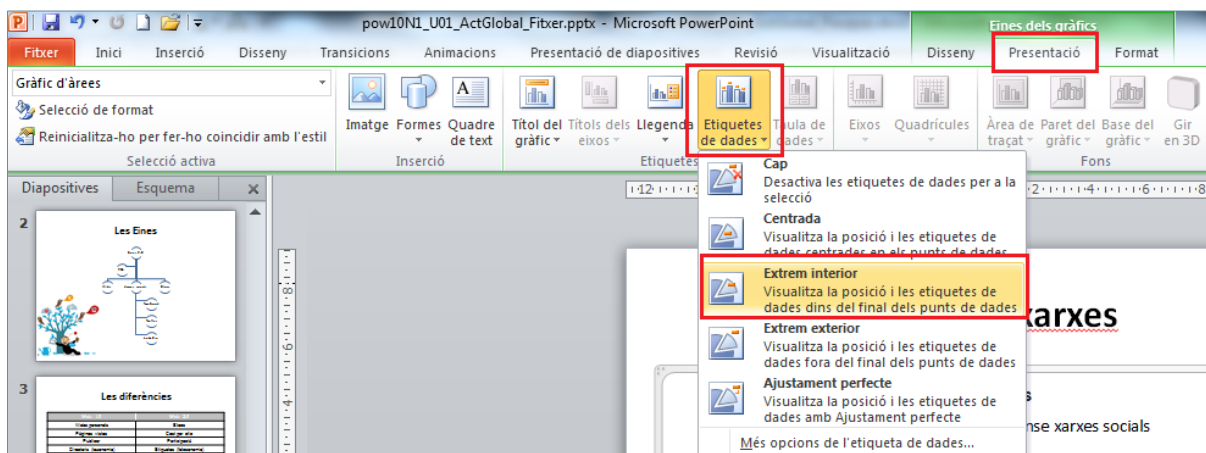 pow10N1_U01_ActGlobal_Fitxer.pptx - Microsoft PowerPoint
Eines dels gràfics
Fitxer Inici Inserció Disseny Transicions Animacions Presentació de diapositives Revisió Visualització Disseny Presentació Format
Gràfic d'àrees
Selecció de format
Reinicialitza-ho per fer-ho coincidir amb l'estil
Selecció activa
Imatge Formes Quadre de text
Inserció
Títol del gràfic Títols dels eixos Llegenda Etiquetes de dades Taula de dades
Etiquetes
Eixos Quadrícules
Àrea de traçat Paret del gràfic Base del gràfic Gir en 3D
Fons
Diapositives Esquema
2
Les Eines
3
Les diferències
Cap
Desactiva les etiquetes de dades per a la
selecció
Centrada
Visualitza la posició i les etiquetes de
dades centrades en els punts de dades
Extrem interior
Visualitza la posició i les etiquetes de
dades dins del final dels punts de dades
Extrem exterior
Visualitza la posició i les etiquetes de
dades fora del final dels punts de dades
Ajustament perfecte
Visualitza la posició i les etiquetes de
dades amb Ajustament perfecte
Més opcions de l'etiqueta de dades...
xarxes
nse xarxes socials